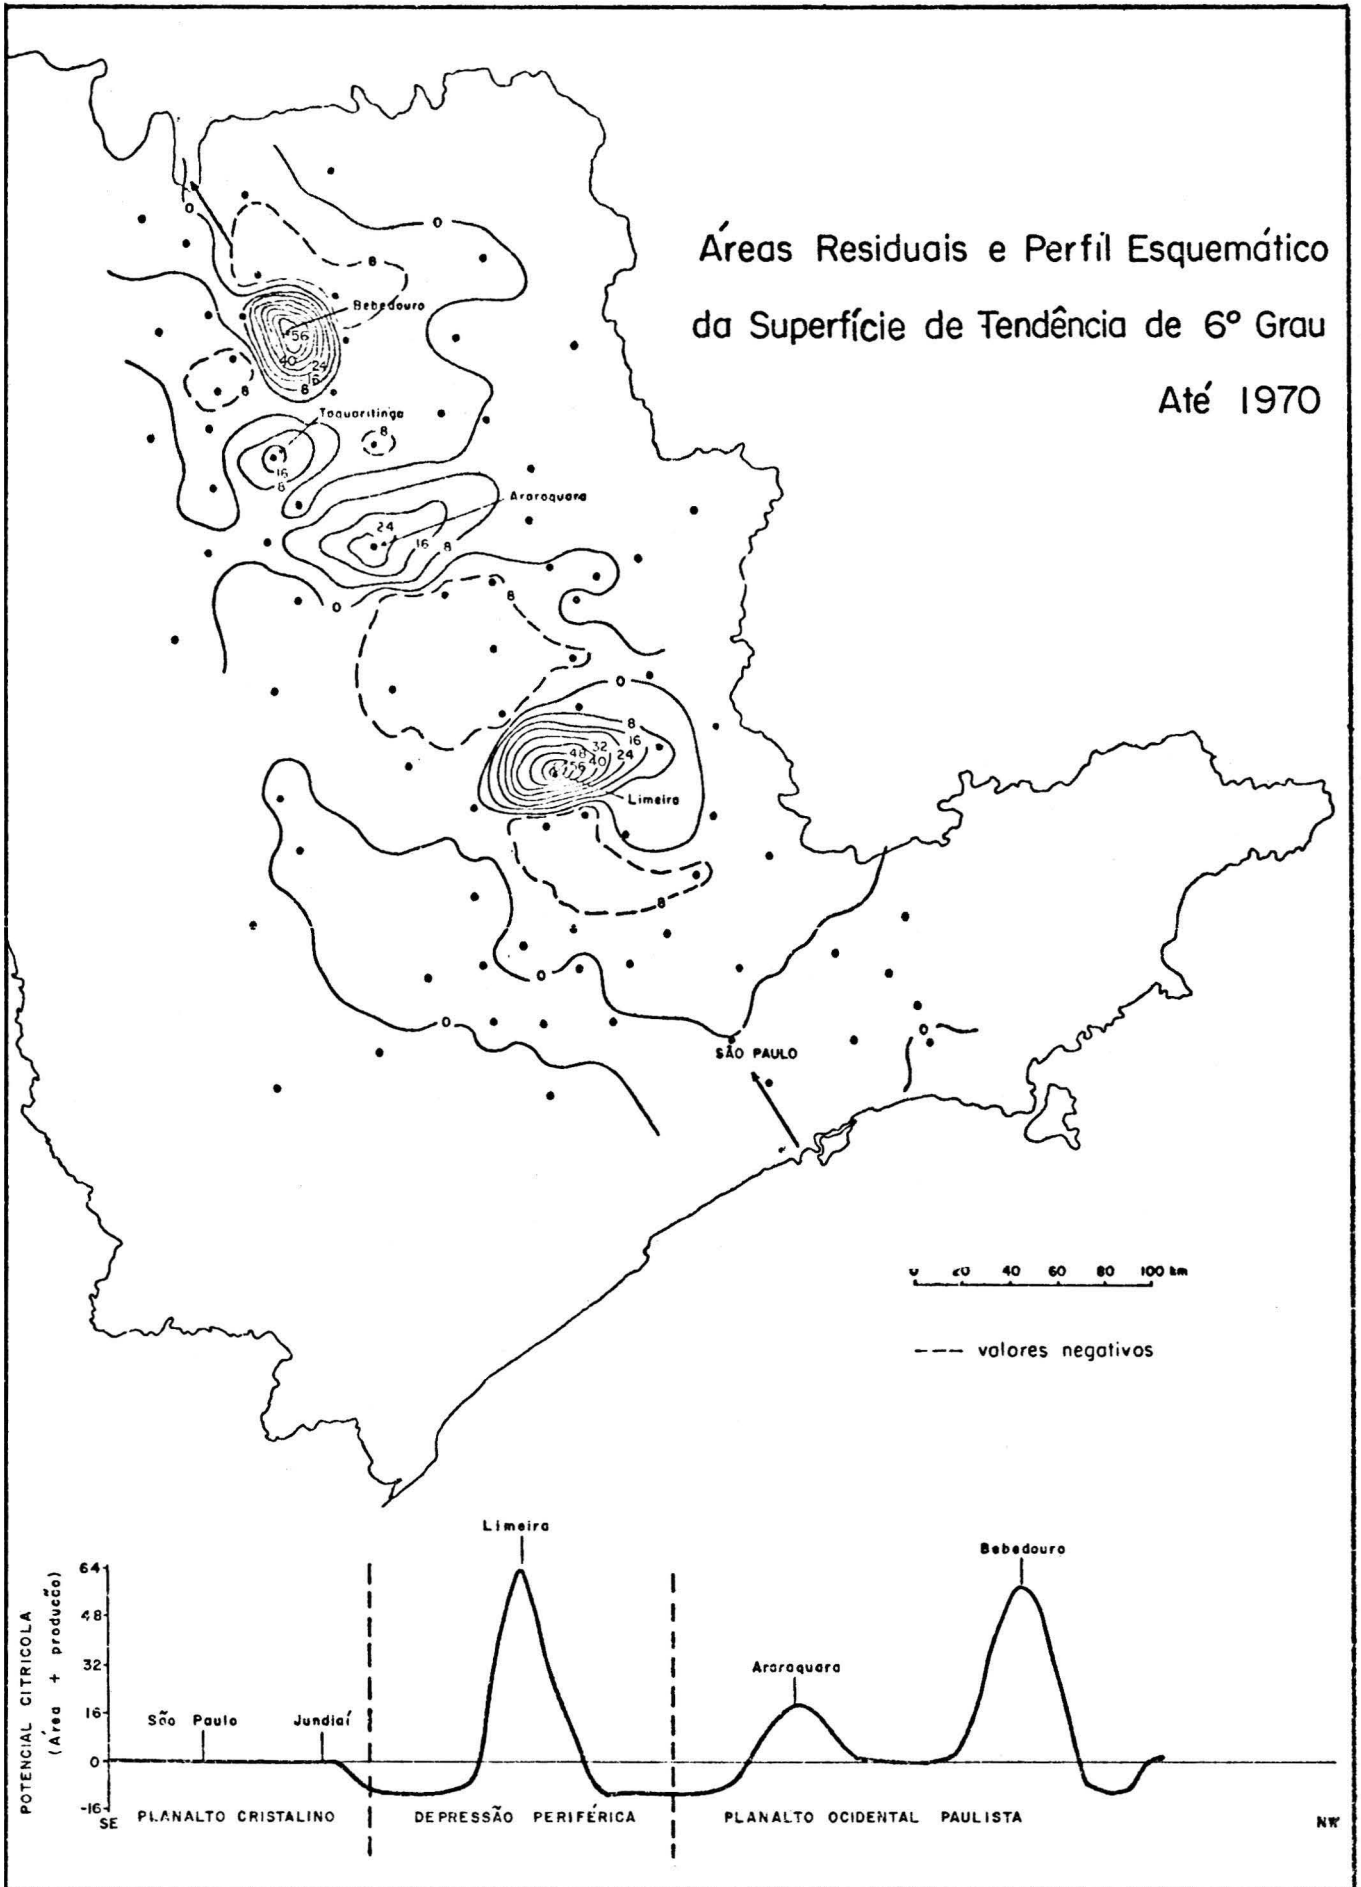 Áreas Residuais e Perfil Esquemático
da Superfície de Tendência de 6º Grau
Até 1970
0
0
8
Bebedouro
56
40
24
16
8
8
Taquaritinga
8
16
8
Araraquara
24
16
8
0
8
0
8
16
32
48
24
40
56
Limeira
8
0
0
0
SÃO PAULO
0 20 40 60 80 100 km
---- valores negativos
Limeira
Bebedouro
Araraquara
São Paulo
Jundiaí
POTENCIAL CITRICOLA
(Área + produção)
64
48
32
16
0
-16
SE
PLANALTO CRISTALINO
DEPRESSÃO PERIFÉRICA
PLANALTO OCIDENTAL PAULISTA
NW